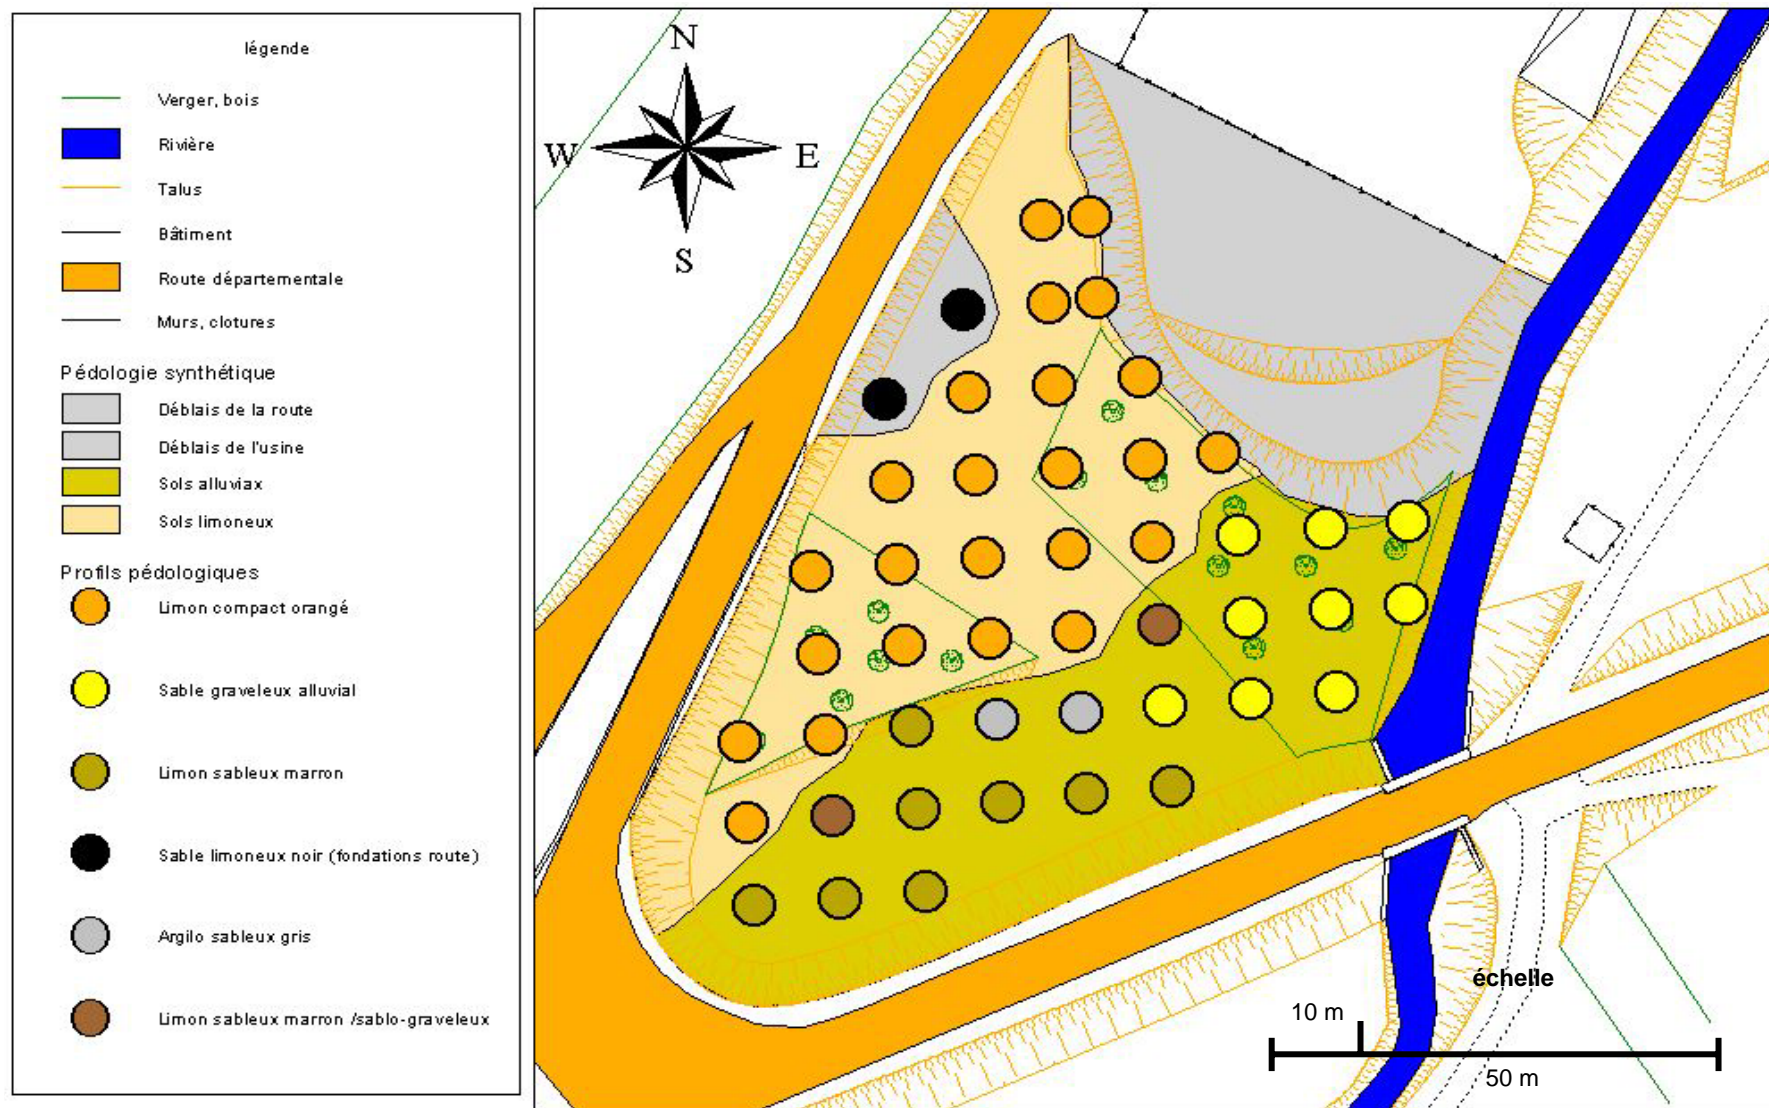 légende
Verger, bois
Rivière
Talus
Bâtiment
Route départementale
Murs, clotures
Pédologie synthétique
Déblais de la route
Déblais de l'usine
Sols alluviax
Sols limoneux
Profils pédologiques
Limon compact orangé
Sable graveleux alluvial
Limon sableux marron
Sable limoneux noir (fondations route)
Argilo sableux gris
Limon sableux marron /sablo-graveleux
N
W E
S
échelle
10 m
50 m